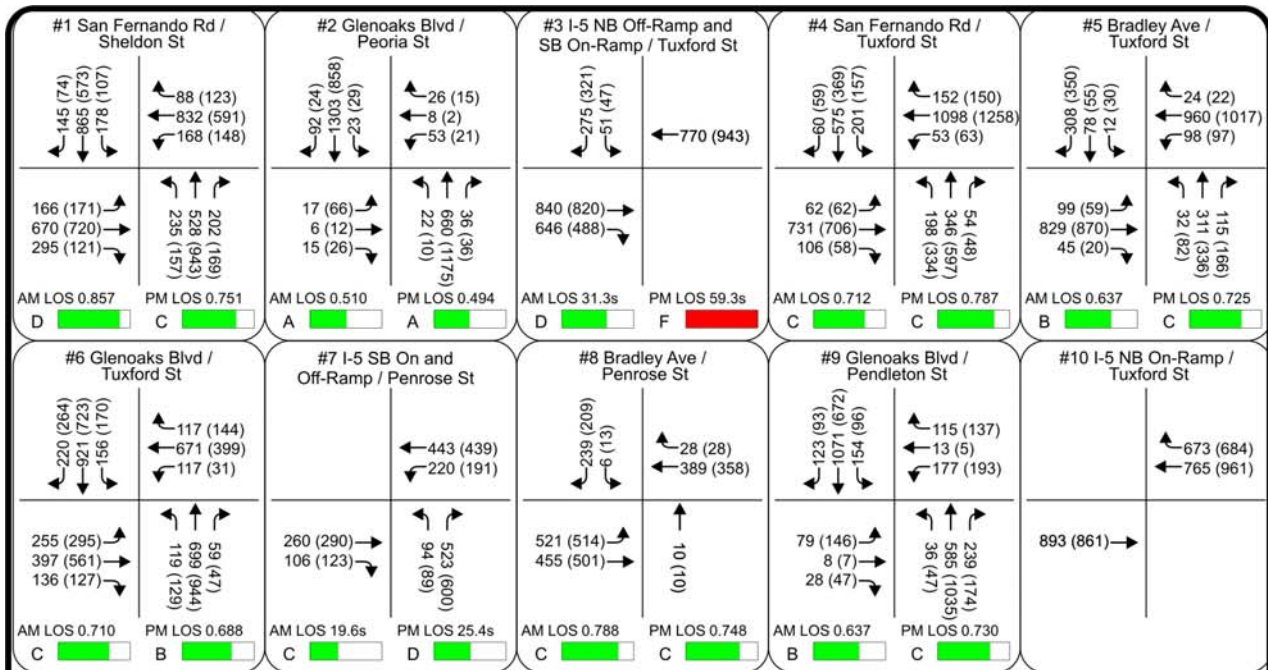 #1 San Fernando Rd /
Sheldon St
145 (74)
865 (573)
178 (107)
88 (123)
832 (591)
168 (148)
166 (171)
670 (720)
295 (121)
235 (157)
528 (943)
202 (169)
AM LOS 0.857
PM LOS 0.751
D
C
#2 Glenoaks Blvd /
Peoria St
92 (24)
1303 (858)
23 (29)
26 (15)
8 (2)
53 (21)
17 (66)
6 (12)
15 (26)
22 (10)
660 (1175)
36 (36)
AM LOS 0.510
PM LOS 0.494
A
A
#3 I-5 NB Off-Ramp and
SB On-Ramp / Tuxford St
275 (321)
51 (47)
770 (943)
840 (820)
646 (488)
AM LOS 31.3s
PM LOS 59.3s
D
F
#4 San Fernando Rd /
Tuxford St
60 (59)
575 (369)
201 (157)
152 (150)
1098 (1258)
53 (63)
62 (62)
731 (706)
106 (58)
198 (334)
346 (597)
54 (48)
AM LOS 0.712
PM LOS 0.787
C
C
#5 Bradley Ave /
Tuxford St
308 (350)
78 (55)
12 (30)
24 (22)
960 (1017)
98 (97)
99 (59)
829 (870)
45 (20)
32 (82)
311 (336)
115 (166)
AM LOS 0.637
PM LOS 0.725
B
C
#6 Glenoaks Blvd /
Tuxford St
220 (264)
921 (723)
156 (170)
117 (144)
671 (399)
117 (31)
255 (295)
397 (561)
136 (127)
119 (129)
699 (944)
59 (47)
AM LOS 0.710
PM LOS 0.688
C
B
#7 I-5 SB On and
Off-Ramp / Penrose St
443 (439)
220 (191)
260 (290)
106 (123)
94 (89)
523 (600)
AM LOS 19.6s
PM LOS 25.4s
C
D
#8 Bradley Ave /
Penrose St
239 (209)
6 (13)
28 (28)
389 (358)
521 (514)
455 (501)
10 (10)
AM LOS 0.788
PM LOS 0.748
C
C
#9 Glenoaks Blvd /
Pendleton St
123 (93)
1071 (672)
154 (96)
115 (137)
13 (5)
177 (193)
79 (146)
8 (7)
28 (47)
36 (47)
585 (1035)
239 (174)
AM LOS 0.637
PM LOS 0.730
B
C
#10 I-5 NB On-Ramp /
Tuxford St
673 (684)
765 (961)
893 (861)